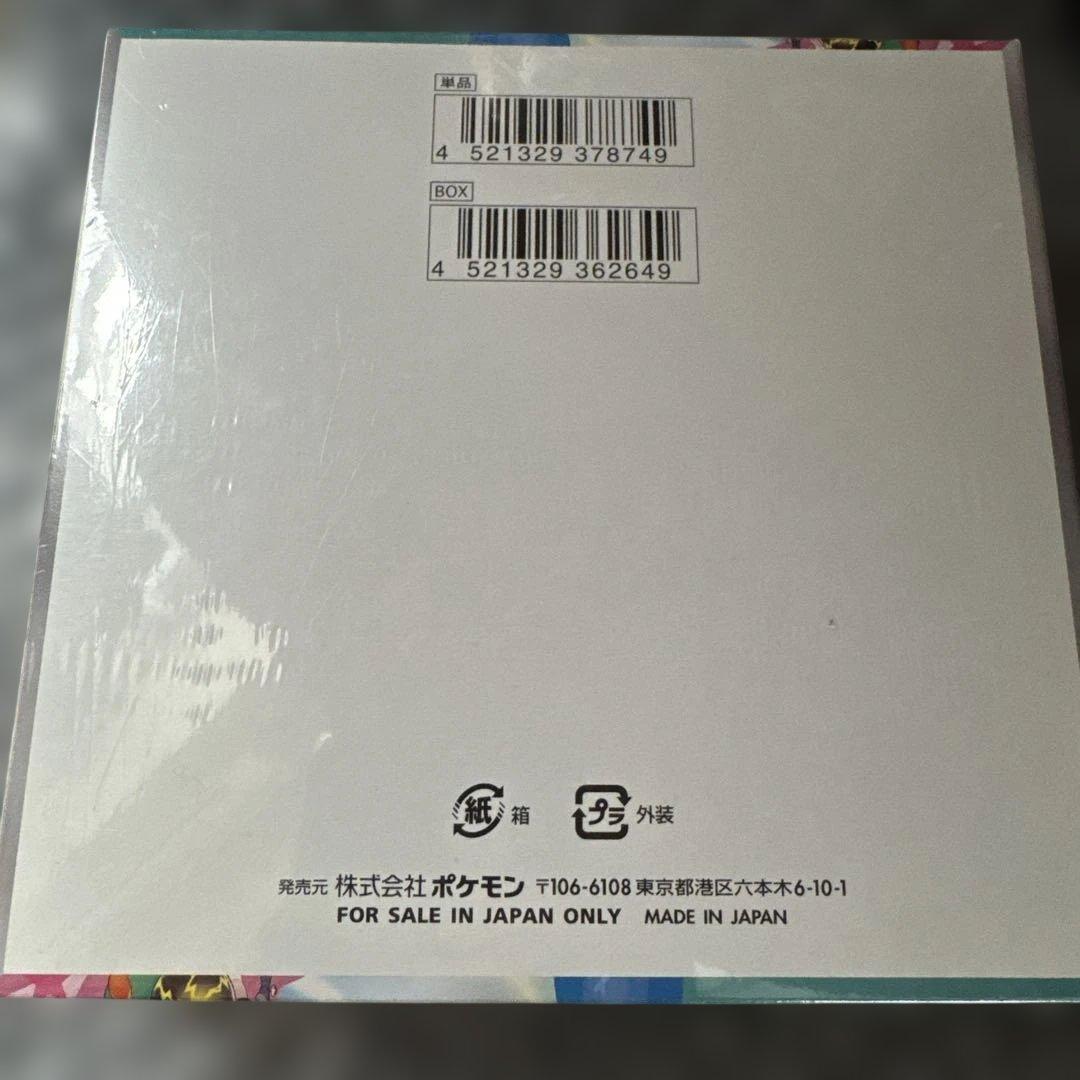 単品
4 521329 378749
BOX
4 521329 362649
紙 箱 プラ 外装
発売元 株式会社ポケモン 〒106-6108 東京都港区六本木6-10-1
FOR SALE IN JAPAN ONLY MADE IN JAPAN